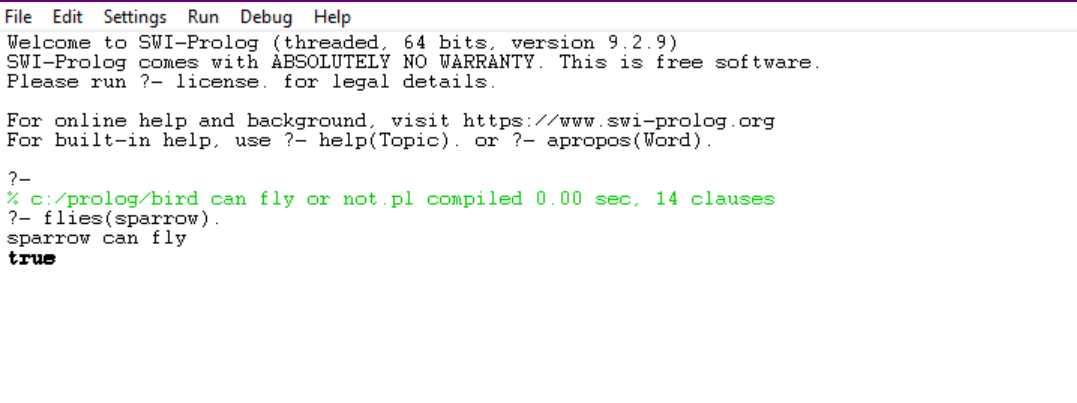 File Edit Settings Run Debug Help
Welcome to SWI-Prolog (threaded, 64 bits, version 9.2.9)
SWI-Prolog comes with ABSOLUTELY NO WARRANTY. This is free software.
Please run ?- license. for legal details.
For online help and background, visit https://www.swi-prolog.org
For built-in help, use ?- help(Topic). or ?- apropos(Word).
?-
% c:/prolog/bird can fly or not.pl compiled 0.00 sec, 14 clauses
?- flies(sparrow).
sparrow can fly
true